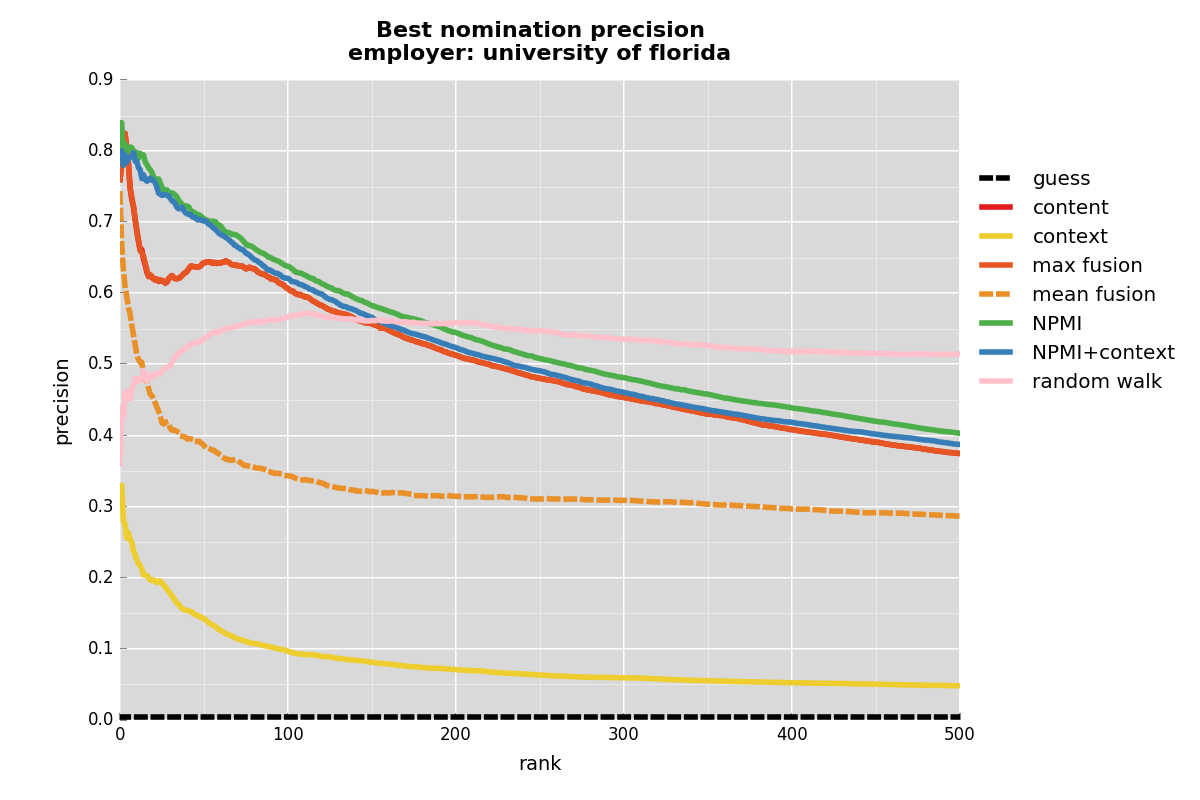 Best nomination precision
employer: university of florida
precision
0.9
0.8
0.7
0.6
0.5
0.4
0.3
0.2
0.1
0.0
0 100 200 300 400 500
rank
guess
content
context
max fusion
mean fusion
NPMI
NPMI+context
random walk